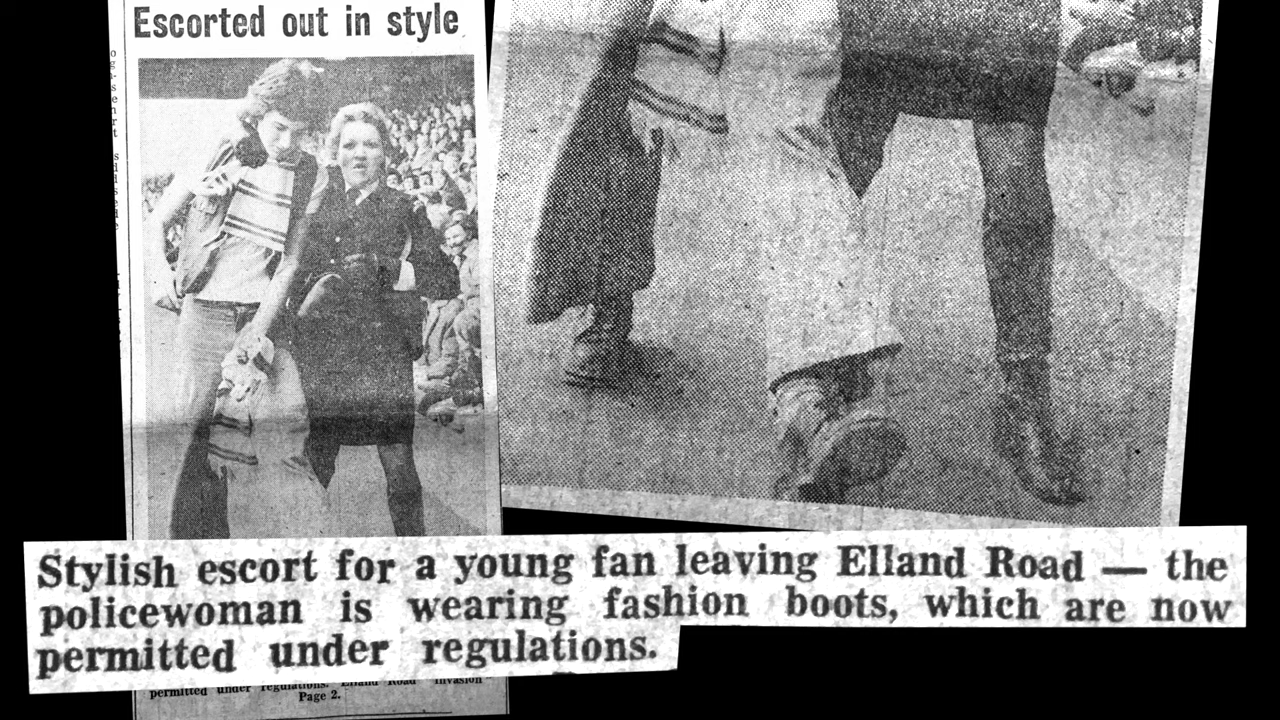 Escorted out in style
Stylish escort for a young fan leaving Elland Road — the
policewoman is wearing fashion boots, which are now
permitted under regulations.
permitted under regulations. Elland Road invasion
Page 2.